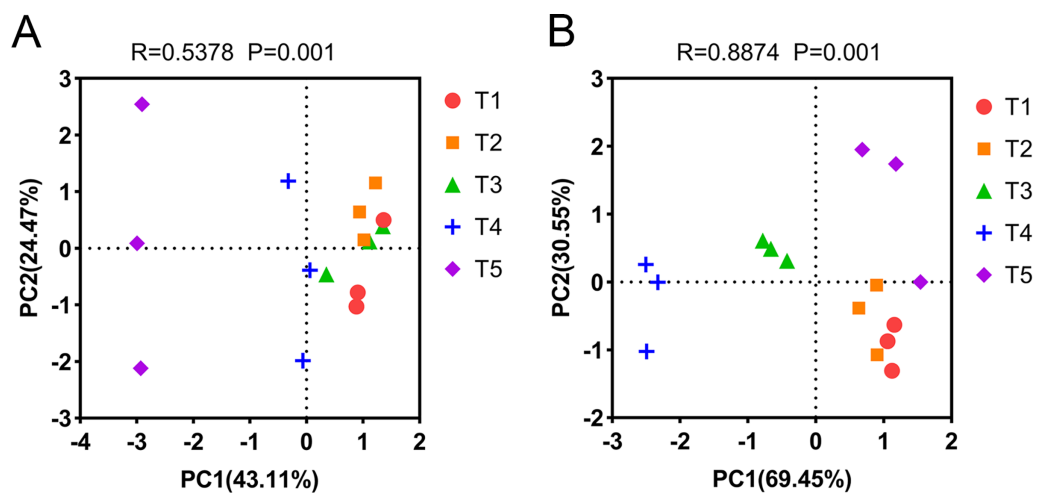 A
R=0.5378 P=0.001
3
2
1
0
-1
-2
-3
PC2(24.47%)
-4 -3 -2 -1 0 1 2
PC1(43.11%)
T1
T2
T3
T4
T5
B
R=0.8874 P=0.001
3
2
1
0
-1
-2
PC2(30.55%)
-3 -2 -1 0 1 2
PC1(69.45%)
T1
T2
T3
T4
T5